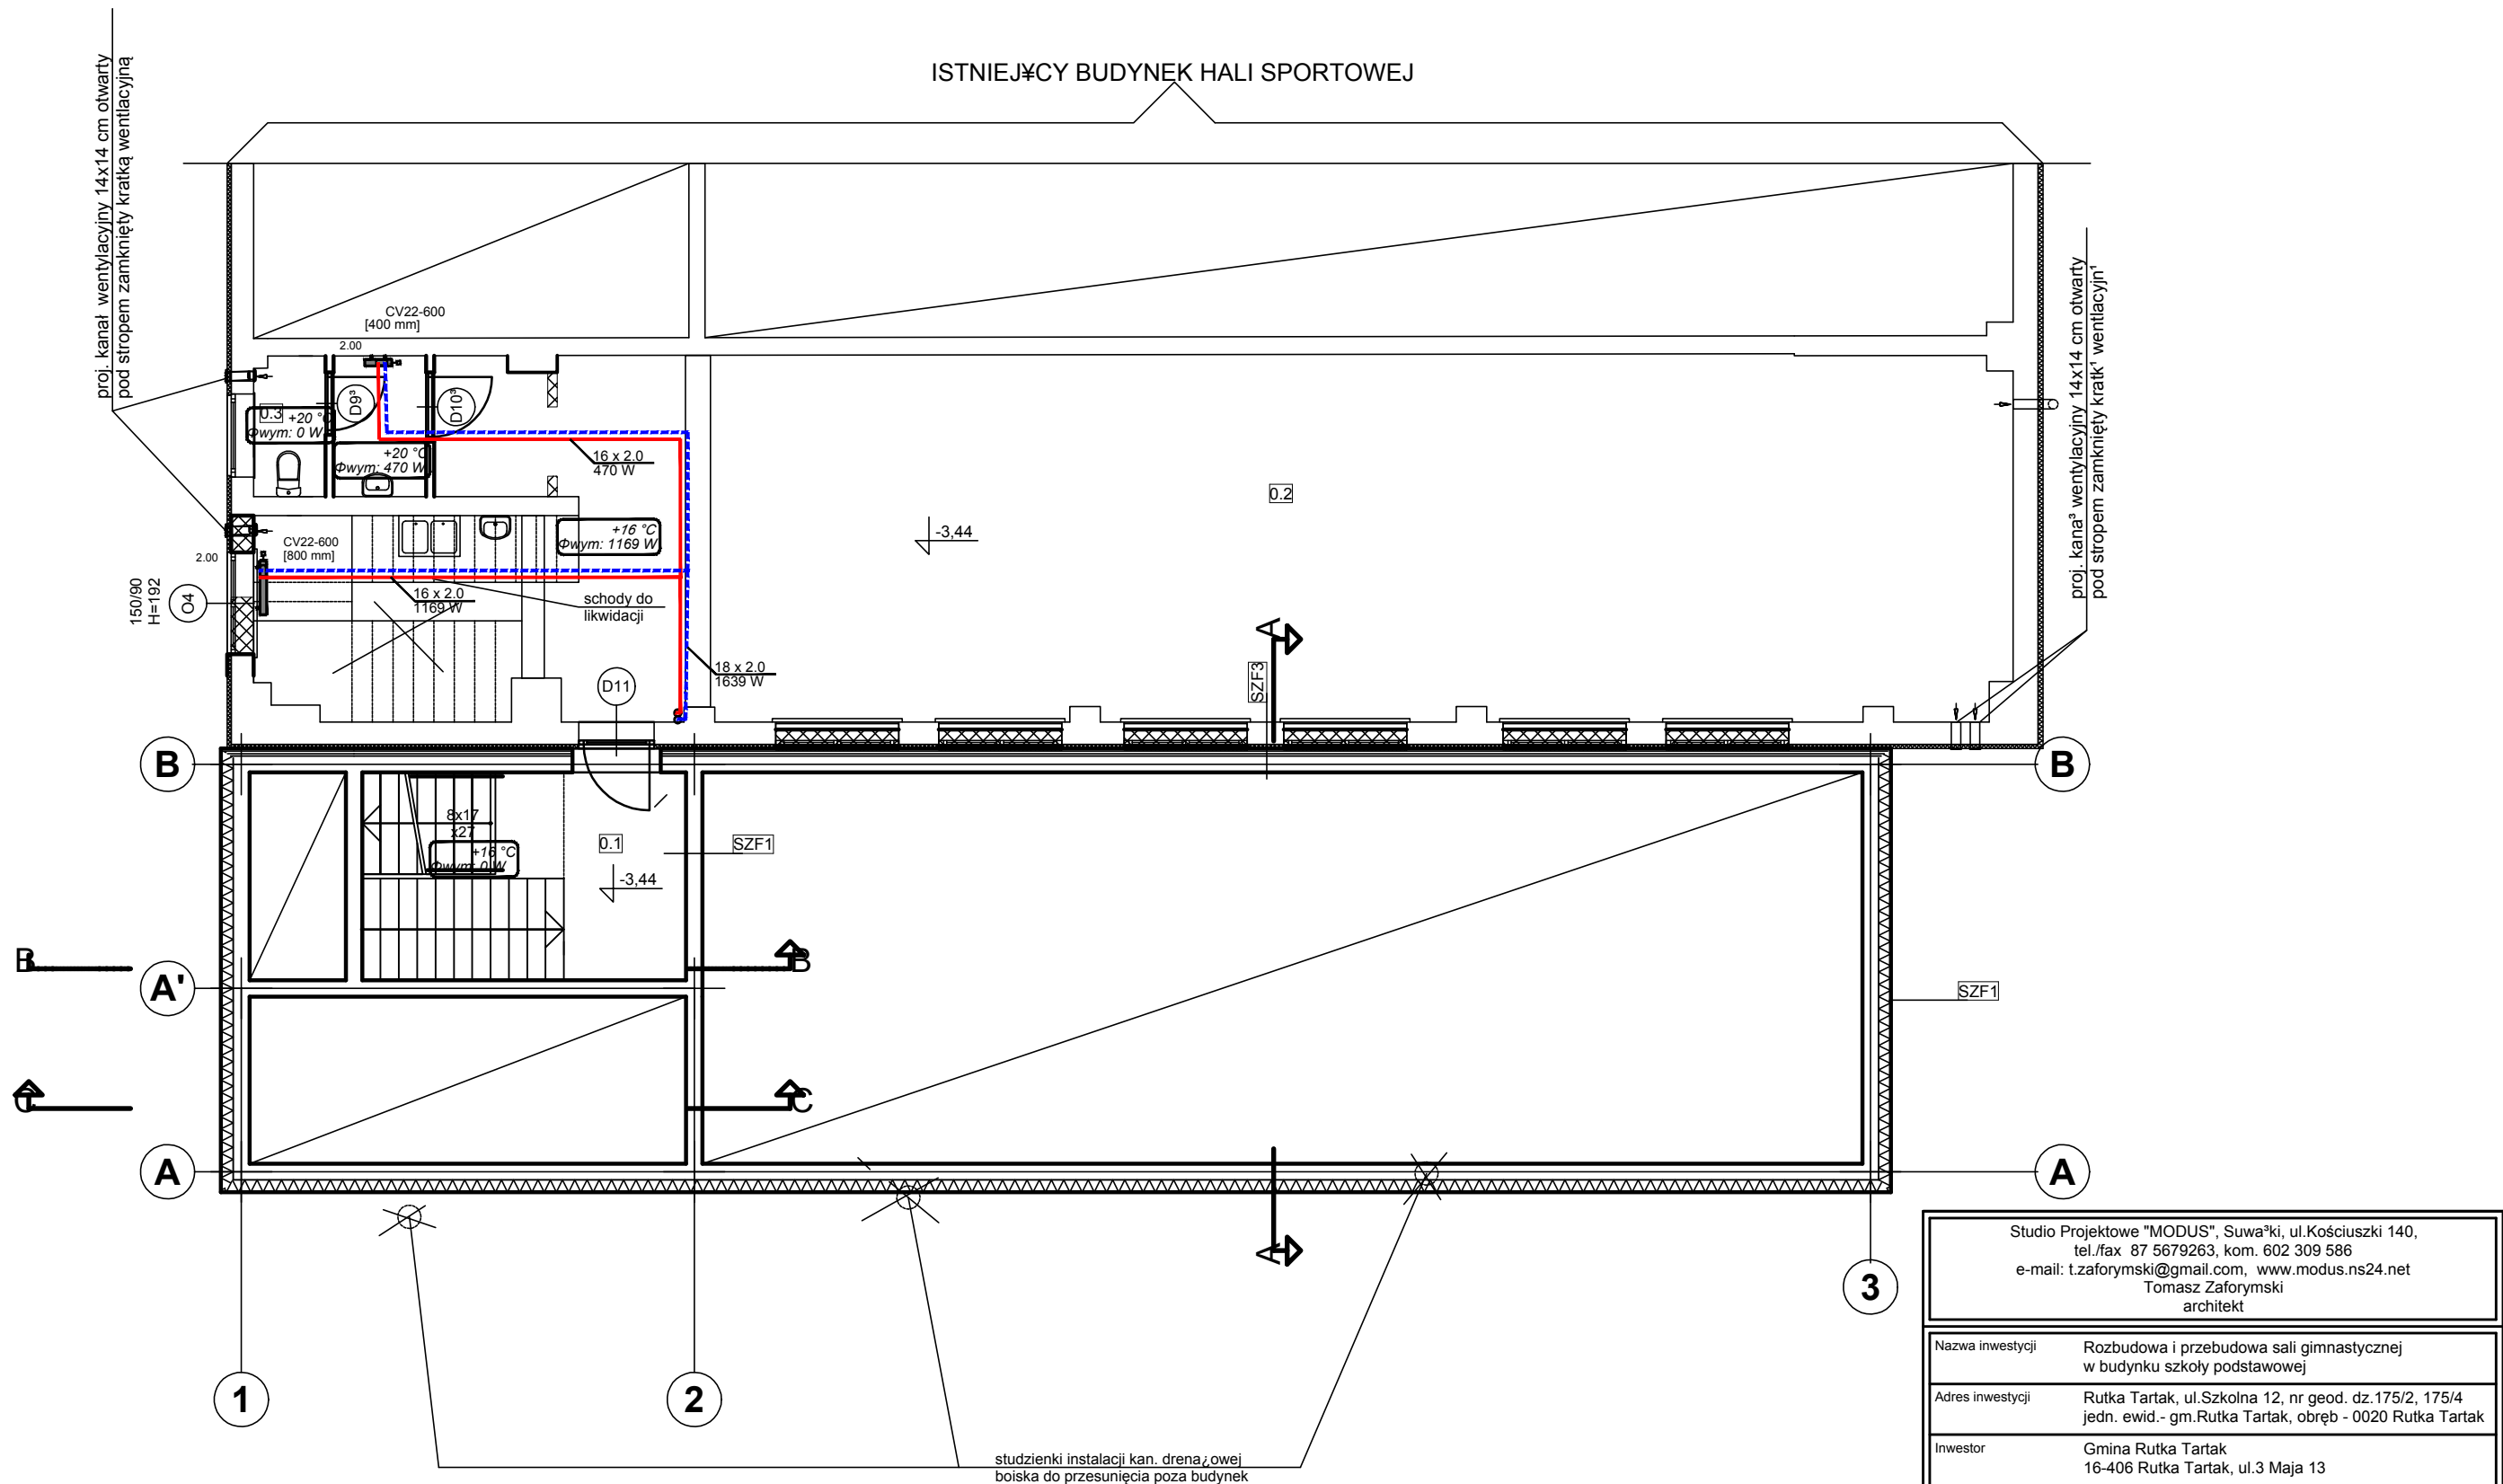 ISTNIEJ¥CY BUDYNEK HALI SPORTOWEJ
proj. kanał wentylacyjny 14x14 cm otwarty
pod stropem zamknięty kratką wentlacyjną
proj. kana³ wentylacyjny 14x14 cm otwarty
pod stropem zamknięty kratk¹ wentlacyjn¹
CV22-600
[400 mm]
2.00
D9³
D10³
0.3
+20 °C
Φwym: 0 W
+20 °C
Φwym: 470 W
16 x 2.0
470 W
0.2
-3,44
+16 °C
Φwym: 1169 W
CV22-600
[800 mm]
2.00
150/90
H=192
O4
16 x 2.0
1169 W
schody do
likwidacji
18 x 2.0
1639 W
D11
A
SZF3
B
B
8x17
x27
+16 °C
Φwym: 0 W
0.1
-3,44
SZF1
B
B
A'
SZF1
C
C
A
A
A
1
2
3
studzienki instalacji kan. drena¿owej
boiska do przesunięcia poza budynek
Studio Projektowe "MODUS", Suwa³ki, ul.Kościuszki 140,
tel./fax 87 5679263, kom. 602 309 586
e-mail: t.zaforymski@gmail.com, www.modus.ns24.net
Tomasz Zaforymski
architekt
Nazwa inwestycji
Rozbudowa i przebudowa sali gimnastycznej
w budynku szkoły podstawowej
Adres inwestycji
Rutka Tartak, ul.Szkolna 12, nr geod. dz.175/2, 175/4
jedn. ewid.- gm.Rutka Tartak, obręb - 0020 Rutka Tartak
Inwestor
Gmina Rutka Tartak
16-406 Rutka Tartak, ul.3 Maja 13